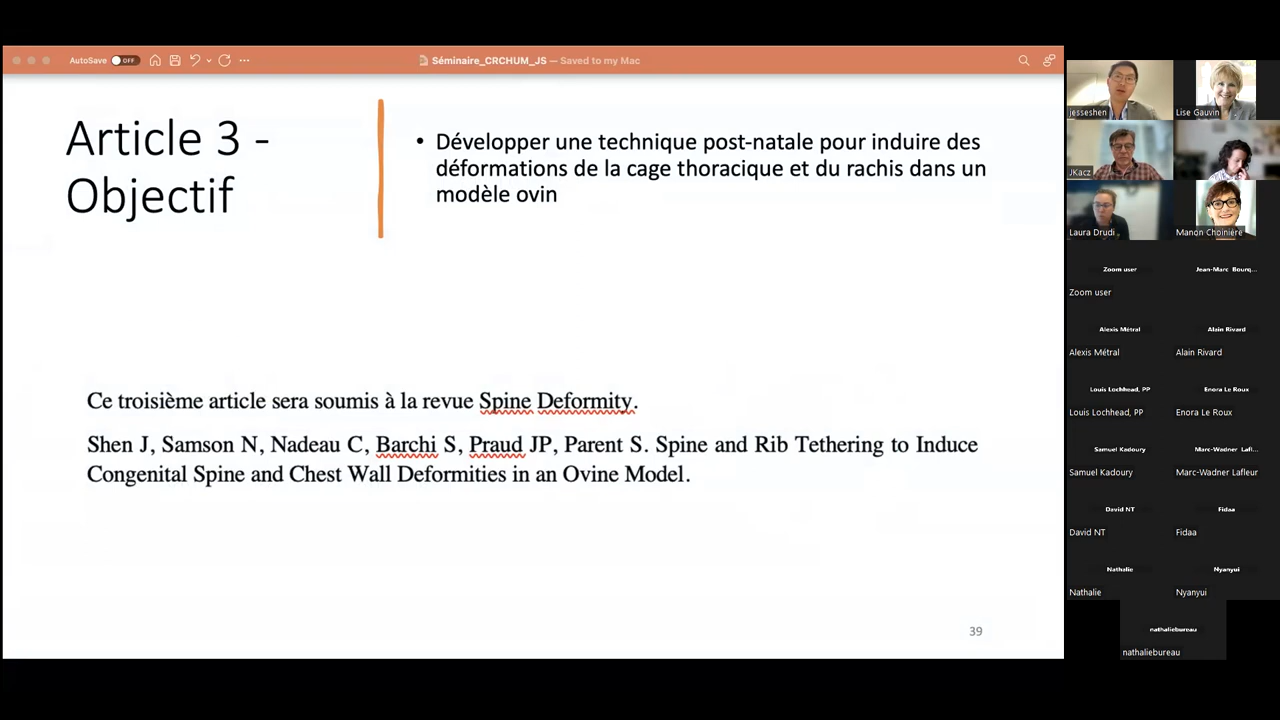 AutoSave OFF
Séminaire_CRCHUM_JS — Saved to my Mac
Article 3 -
Objectif
• Développer une technique post-natale pour induire des
déformations de la cage thoracique et du rachis dans un
modèle ovin
Ce troisième article sera soumis à la revue Spine Deformity.
Shen J, Samson N, Nadeau C, Barchi S, Praud JP, Parent S. Spine and Rib Tethering to Induce
Congenital Spine and Chest Wall Deformities in an Ovine Model.
39
jesseshen
Lise Gauvin
JKacz
Laura Drudi
Manon Choinière
Zoom user
Jean-Marc Bourq...
Zoom user
Alexis Métral
Alain Rivard
Alexis Métral
Alain Rivard
Louis Lochhead, PP
Enora Le Roux
Louis Lochhead, PP
Enora Le Roux
Samuel Kadoury
Marc-Wadner Lafl...
Samuel Kadoury
Marc-Wadner Lafleur
David NT
Fidaa
David NT
Fidaa
Nathalie
Nyanyui
Nathalie
Nyanyui
nathaliebureau
nathaliebureau